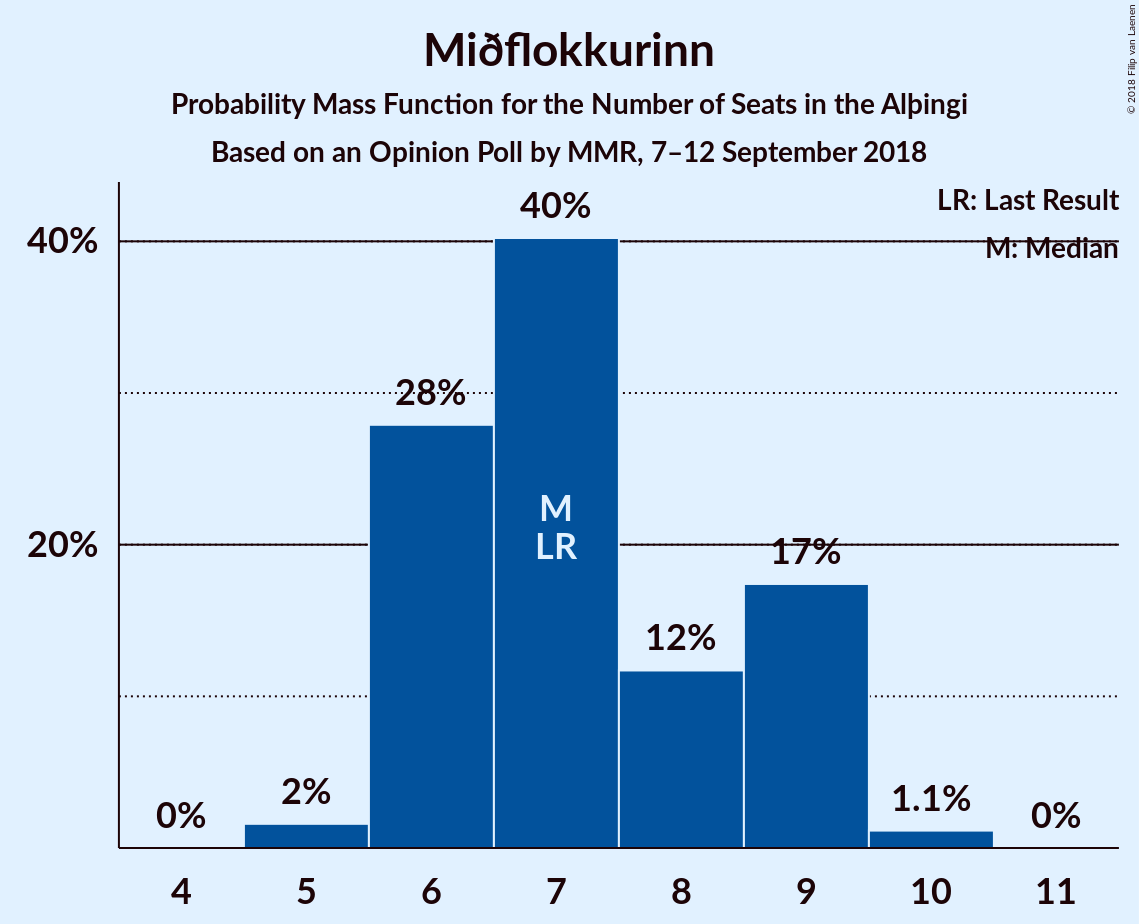 Miðflokkurinn
Probability Mass Function for the Number of Seats in the Alþingi
Based on an Opinion Poll by MMR, 7–12 September 2018
© 2018 Filip van Laenen
LR: Last Result
M: Median
40%
20%
0%
2%
28%
40%
M
LR
12%
17%
1.1%
0%
4 5 6 7 8 9 10 11